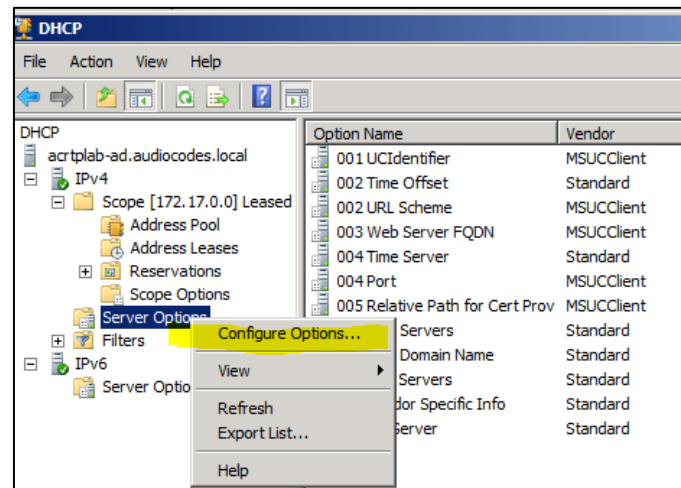 DHCP
File Action View Help
DHCP
acrtplab-ad.audiocodes.local
IPv4
Scope [172.17.0.0] Leased
Address Pool
Address Leases
Reservations
Scope Options
Server Options
Filters
IPv6
Server Optio
Option Name Vendor
001 UCIdentifier MSUCClient
002 Time Offset Standard
002 URL Scheme MSUCClient
003 Web Server FQDN MSUCClient
004 Time Server Standard
004 Port MSUCClient
005 Relative Path for Cert Prov MSUCClient
Servers Standard
Domain Name Standard
Servers Standard
dor Specific Info Standard
Server Standard
Configure Options...
View
Refresh
Export List...
Help